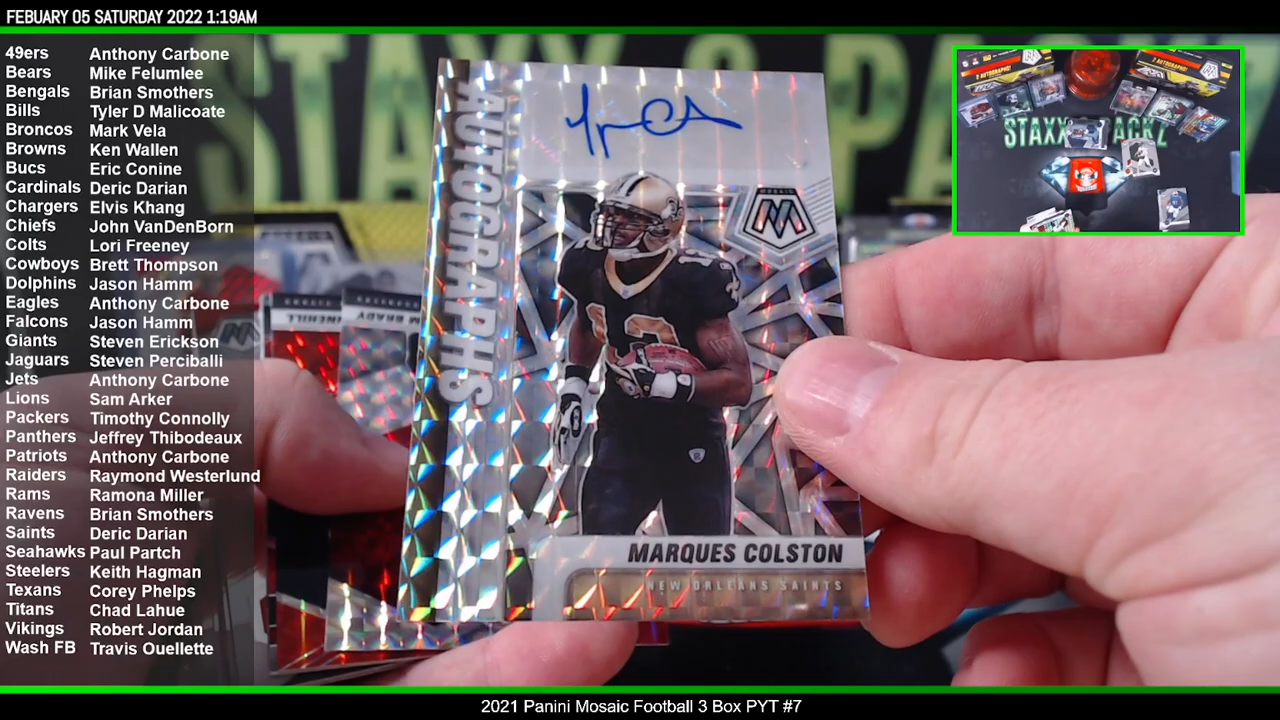 FEBUARY 05 SATURDAY 2022 1:19AM
49ers Anthony Carbone
Bears Mike Felumlee
Bengals Brian Smothers
Bills Tyler D Malicoate
Broncos Mark Vela
Browns Ken Wallen
Bucs Eric Conine
Cardinals Deric Darian
Chargers Elvis Khang
Chiefs John VanDenBorn
Colts Lori Freeney
Cowboys Brett Thompson
Dolphins Jason Hamm
Eagles Anthony Carbone
Falcons Jason Hamm
Giants Steven Erickson
Jaguars Steven Perciballi
Jets Anthony Carbone
Lions Sam Arker
Packers Timothy Connolly
Panthers Jeffrey Thibodeaux
Patriots Anthony Carbone
Raiders Raymond Westerlund
Rams Ramona Miller
Ravens Brian Smothers
Saints Deric Darian
Seahawks Paul Partch
Steelers Keith Hagman
Texans Corey Phelps
Titans Chad Lahue
Vikings Robert Jordan
Wash FB Travis Ouellette
AUTOGRAPHS
MOSAIC
M
12
MARQUES COLSTON
NEW ORLEANS SAINTS
BRADY
STAXX
2 AUTOGRAPHS!
2021 Panini Mosaic Football 3 Box PYT #7